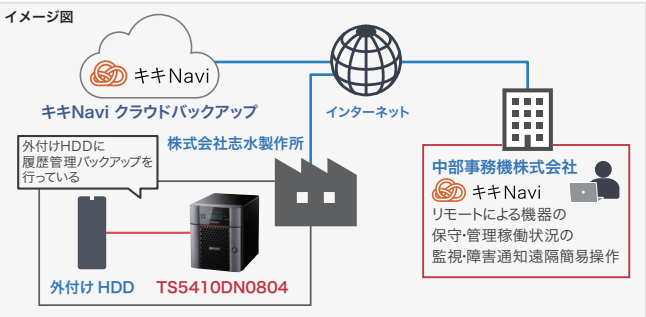 イメージ図
キキNavi
キキNavi クラウドバックアップ
インターネット
外付けHDDに
履歴管理バックアップを
行っている
株式会社志水製作所
外付け HDD
TS5410DN0804
中部事務機株式会社
キキNavi
リモートによる機器の
保守・管理稼働状況の
監視・障害通知遠隔簡易操作